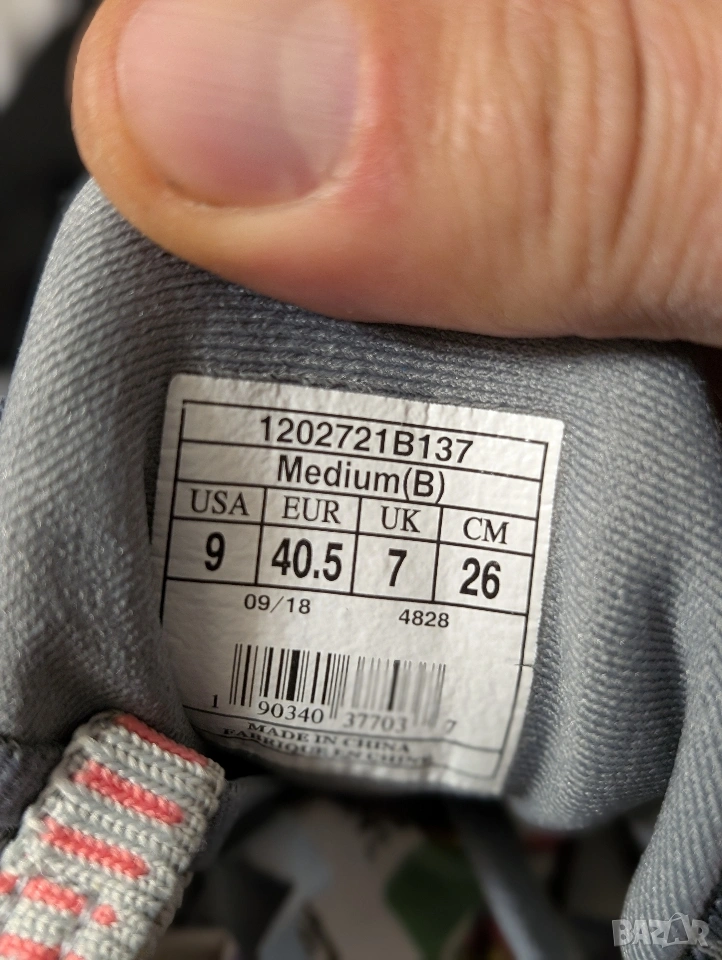 1202721B137
Medium(B)
USA EUR UK CM
9 40.5 7 26
09/18 4828
1 90340 37703 7
MADE IN CHINA
FABRIQUE EN CHINE
BAZAR